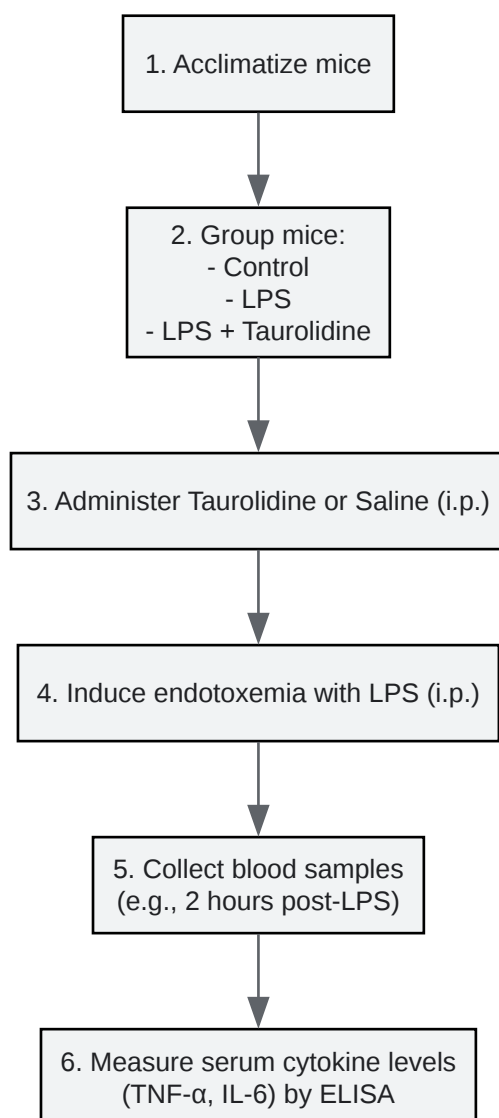 1. Acclimatize mice
2. Group mice:
- Control
- LPS
- LPS + Taurolidine
3. Administer Taurolidine or Saline (i.p.)
4. Induce endotoxemia with LPS (i.p.)
5. Collect blood samples
(e.g., 2 hours post-LPS)
6. Measure serum cytokine levels
(TNF-α, IL-6) by ELISA